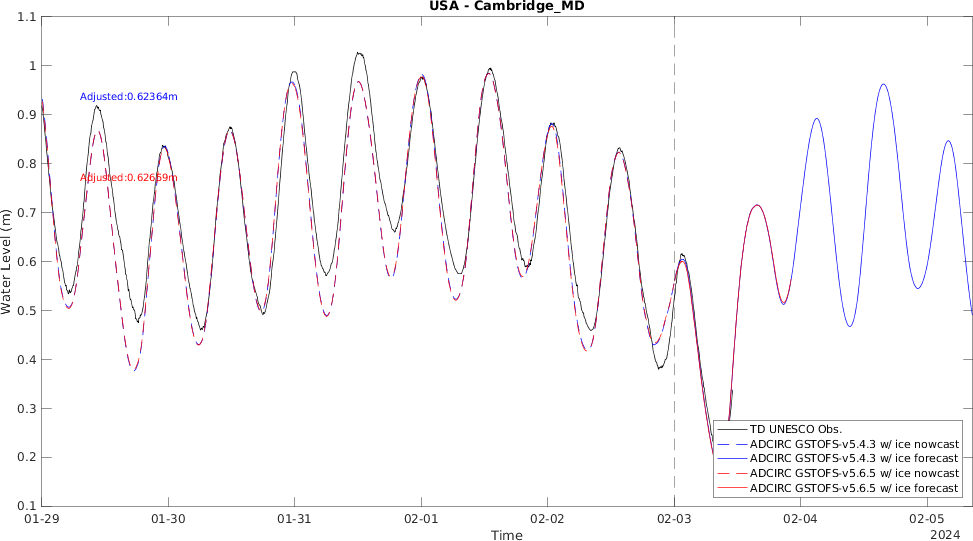 USA - Cambridge_MD
1.1
1
0.9
0.8
0.7
0.6
0.5
0.4
0.3
0.2
0.1
Water Level (m)
Adjusted:0.62364m
Adjusted:0.62659m
TD UNESCO Obs.
ADCIRC GSTOFS-v5.4.3 w/ ice nowcast
ADCIRC GSTOFS-v5.4.3 w/ ice forecast
ADCIRC GSTOFS-v5.6.5 w/ ice nowcast
ADCIRC GSTOFS-v5.6.5 w/ ice forecast
01-29 01-30 01-31 02-01 02-02 02-03 02-04 02-05
Time
2024